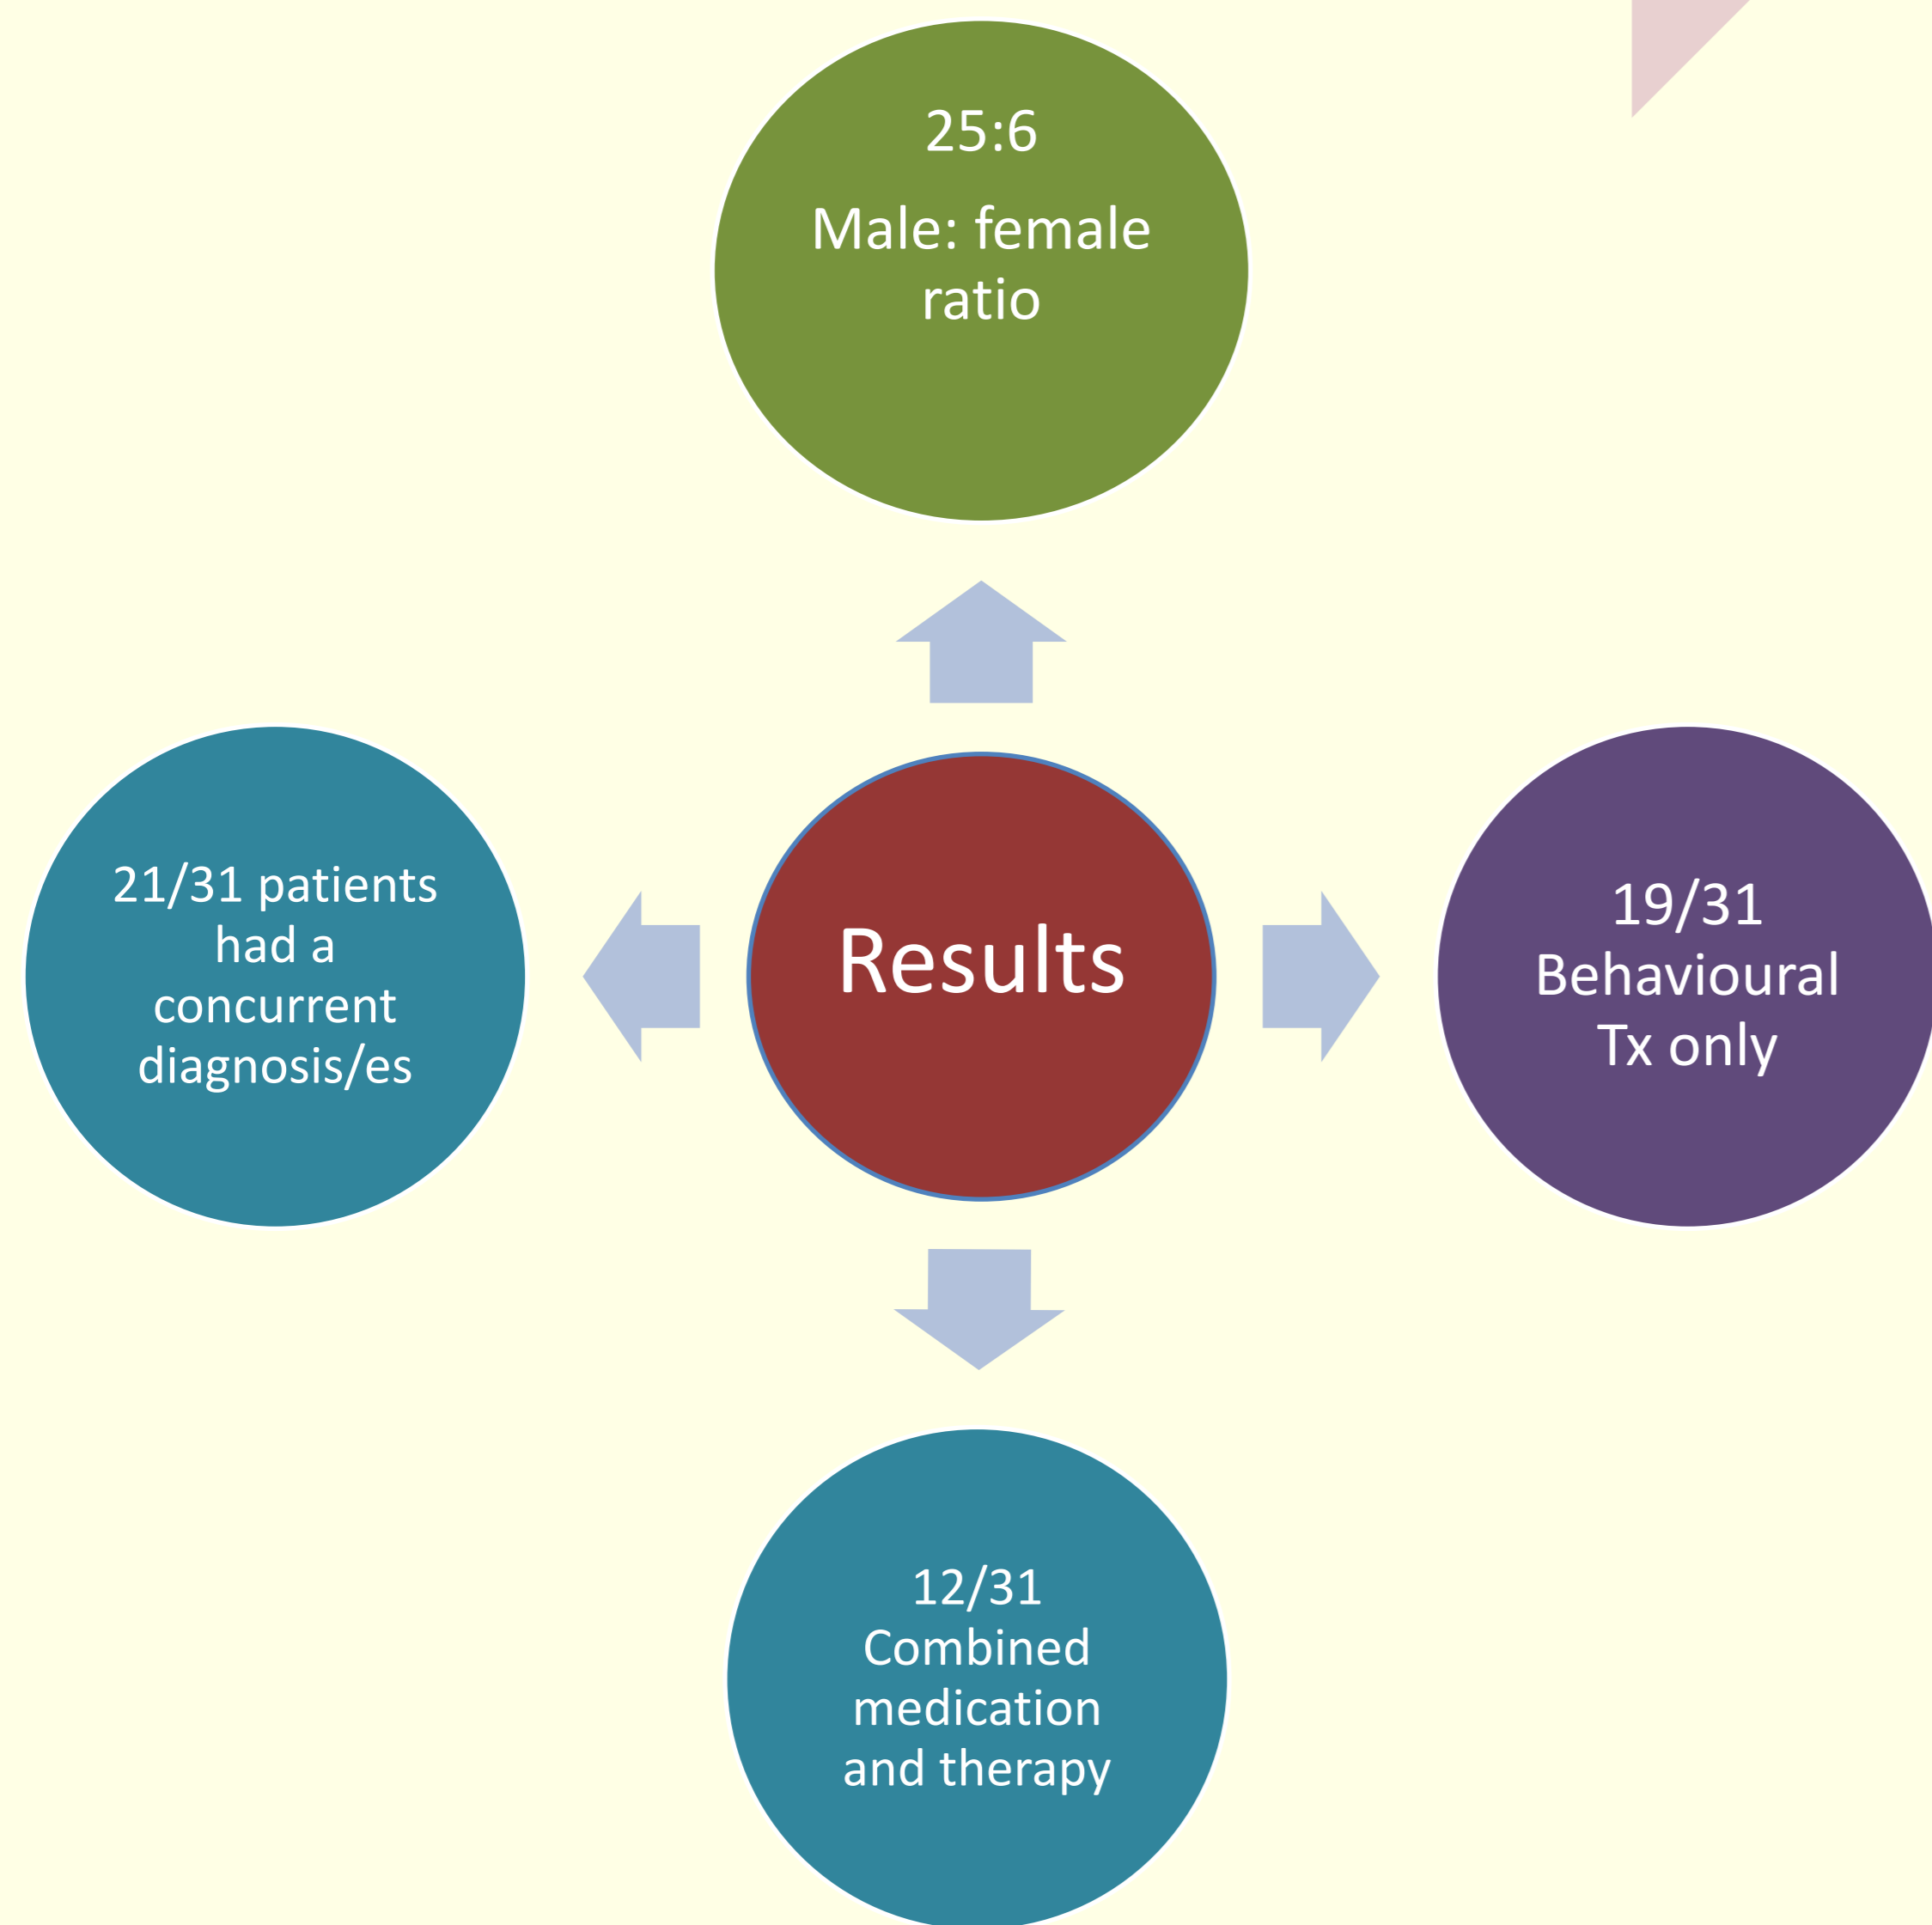 25:6
Male: female
ratio
21/31 patients
had a
concurrent
diagnosis/es
Results
19/31
Behavioural
Tx only
12/31
Combined
medication
and therapy